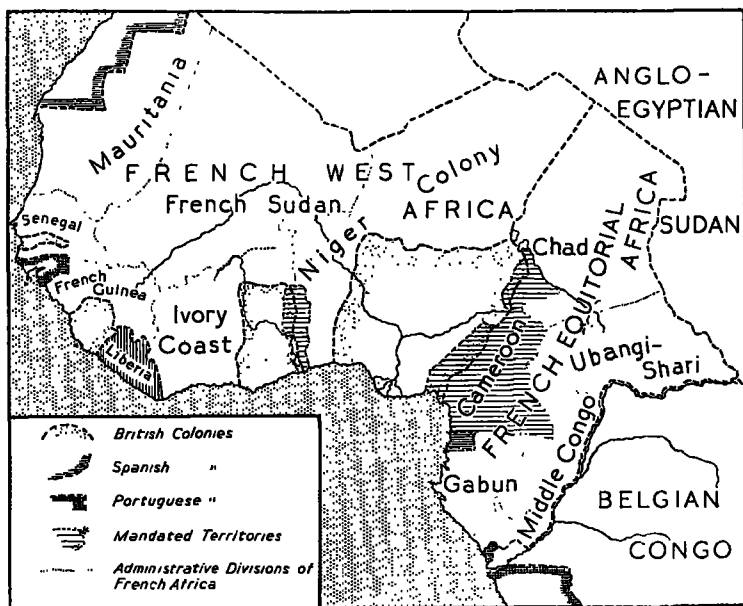 ANGLO-
EGYPTIAN
SUDAN
Mauritania
FRENCH WEST
AFRICA
Colony
Niger
French Sudan
Senegal
French
Guinea
Ivory
Coast
Liberia
Chad
FRENCH EQUITORIAL
AFRICA
Cameroon
Ubangi-
Shari
Gabun
Middle Congo
BELGIAN
CONGO
British Colonies
Spanish "
Portuguese "
Mandated Territories
Administrative Divisions of
French Africa